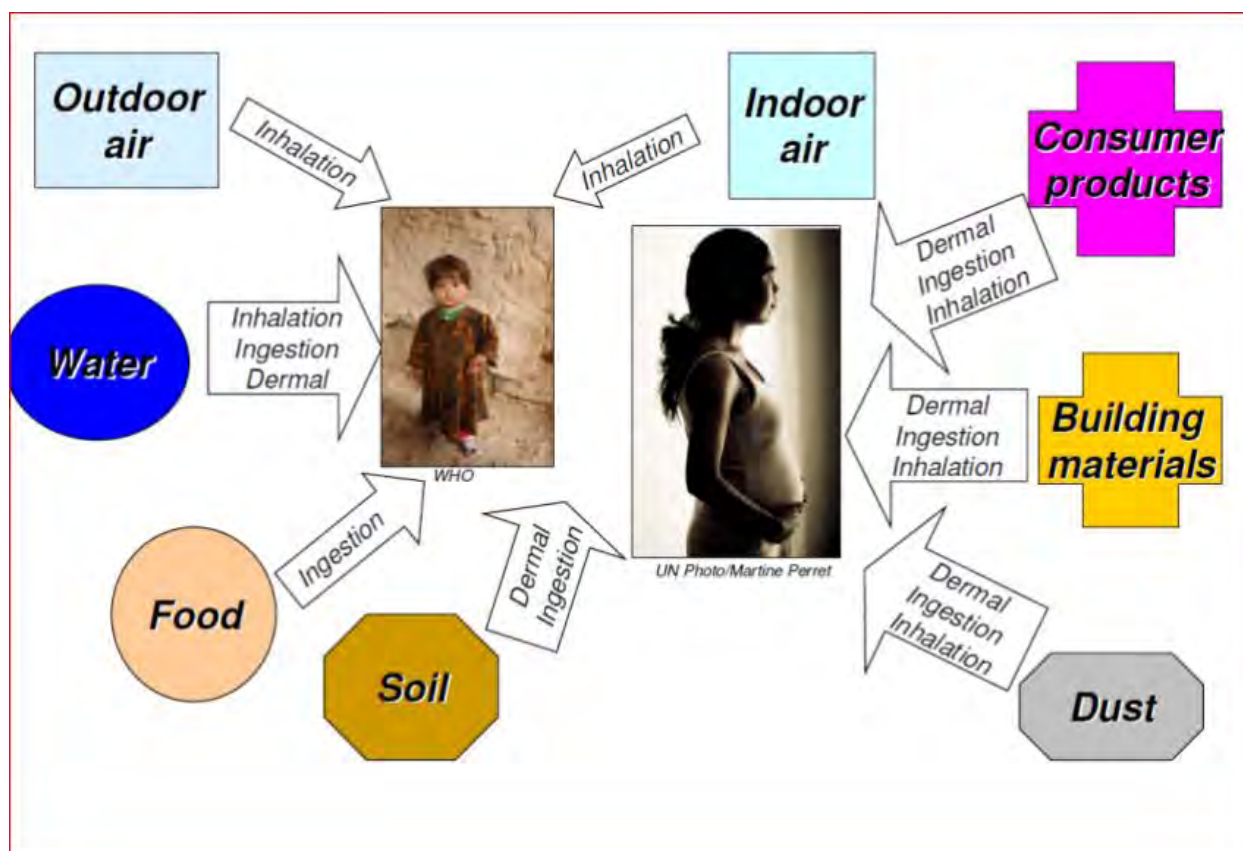 Outdoor
air
Inhalation
Inhalation
Indoor
air
Consumer
products
Dermal
Ingestion
Inhalation
Water
Inhalation
Ingestion
Dermal
WHO
Dermal
Ingestion
Inhalation
Building
materials
Food
Ingestion
Soil
Dermal
Ingestion
UN Photo/Martine Perret
Dermal
Ingestion
Inhalation
Dust